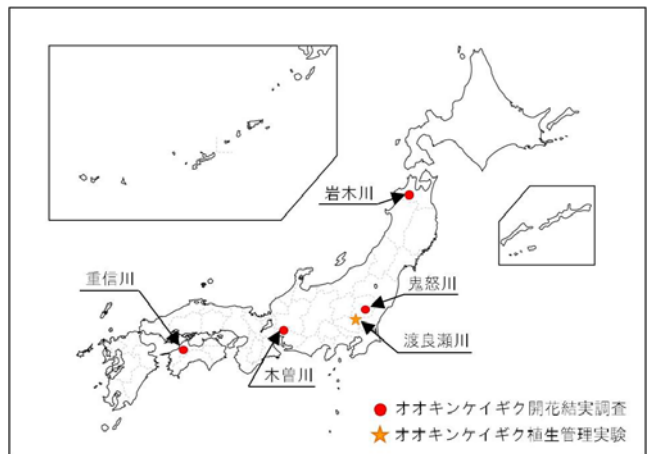 岩木川
重信川
鬼怒川
渡良瀬川
木曽川
オオキンケイギク開花結実調査
オオキンケイギク植生管理実験